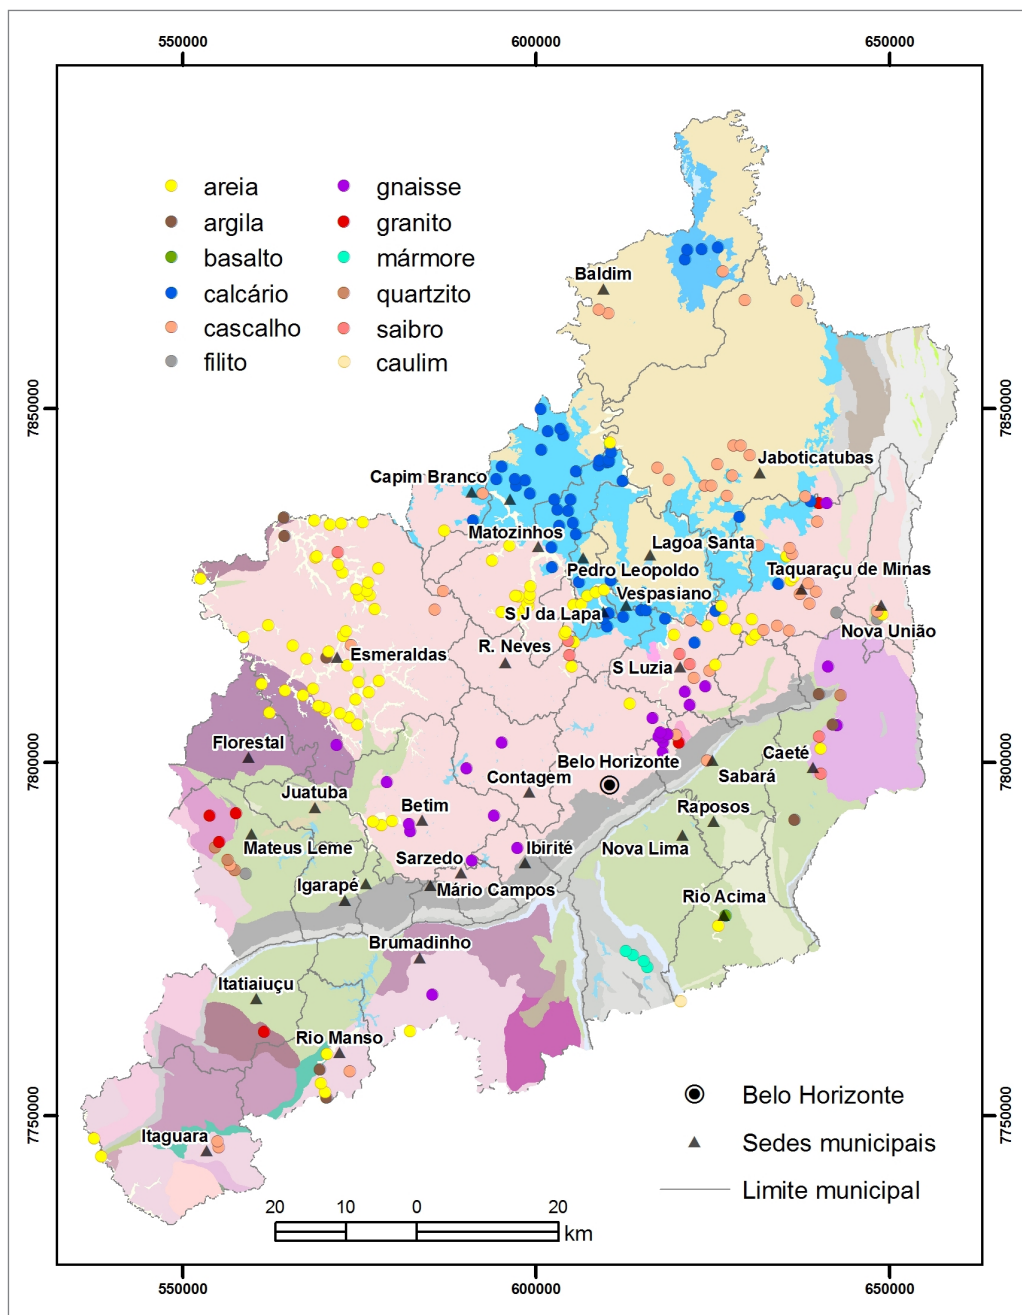 550000 600000 650000
areia gnaisse
argila granito
basalto mármore
calcário quartzito
cascalho saibro
filito caulim
Baldim
7850000 7850000
Jaboticatubas
Capim Branco
Matozinhos
Lagoa Santa
Pedro Leopoldo
Taquaraçu de Minas
Vespasiano
S J da Lapa
Nova União
R. Neves
Esmeraldas
S Luzia
Florestal
7800000 7800000
Belo Horizonte
Caeté
Contagem
Sabará
Juatuba
Betim
Raposos
Mateus Leme
Nova Lima
Ibirité
Sarzedo
Igarapé
Mário Campos
Rio Acima
Brumadinho
Itatiaiuçu
Rio Manso
Belo Horizonte
7750000 7750000
Itaguara
Sedes municipais
Limite municipal
20 10 0 20
km
550000 600000 650000